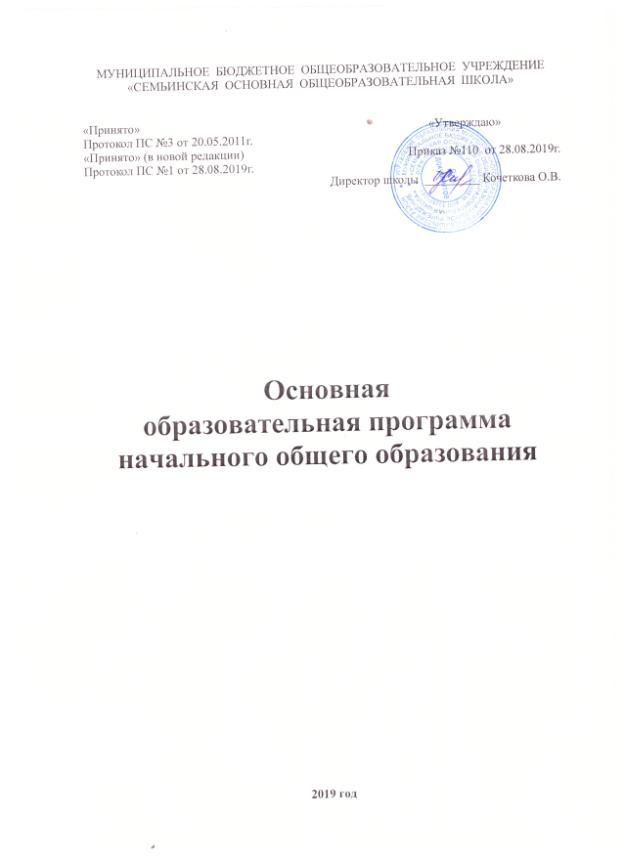 МУНИЦИПАЛЬНОЕ БЮДЖЕТНОЕ ОБЩЕОБРАЗОВАТЕЛЬНОЕ УЧРЕЖДЕНИЕ
«СЕМЬИНСКАЯ ОСНОВНАЯ ОБЩЕОБРАЗОВАТЕЛЬНАЯ ШКОЛА»
«Принято»
Протокол ПС №3 от 20.05.2011г.
«Принято» (в новой редакции)
Протокол ПС №1 от 28.08.2019г.
«Утверждаю»
Приказ №110 от 28.08.2019г.
Директор школы ________ Кочеткова О.В.
Основная
образовательная программа
начального общего образования
2019 год